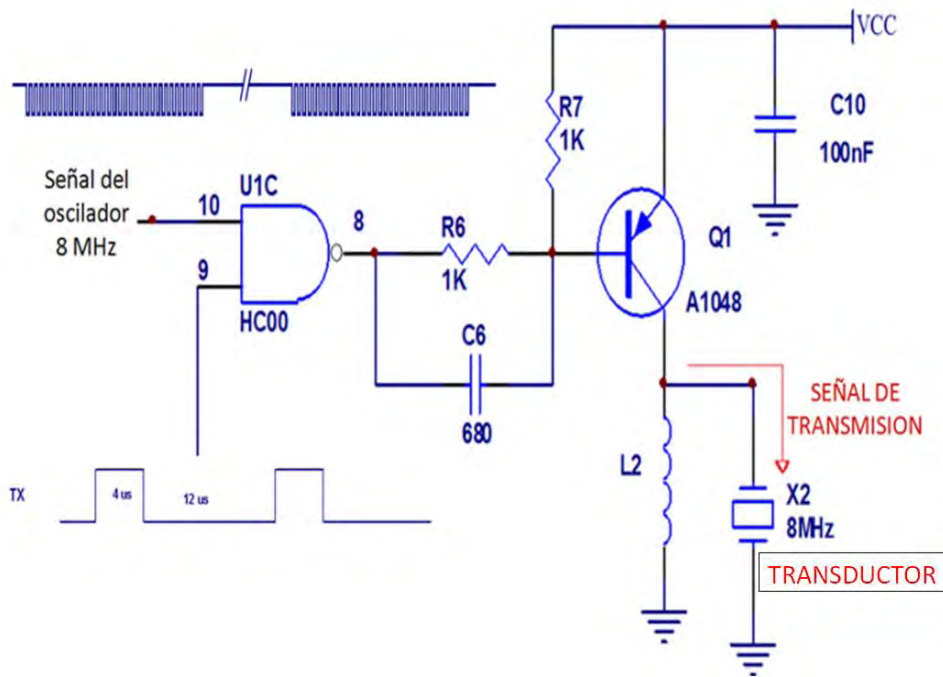 VCC
R7
1K
C10
100nF
Señal del
oscilador
8 MHz
10
9
U1C
HC00
8
R6
1K
C6
680
Q1
A1048
SEÑAL DE
TRANSMISION
L2
X2
8MHz
TRANSDUCTOR
TX
4 us
12 us